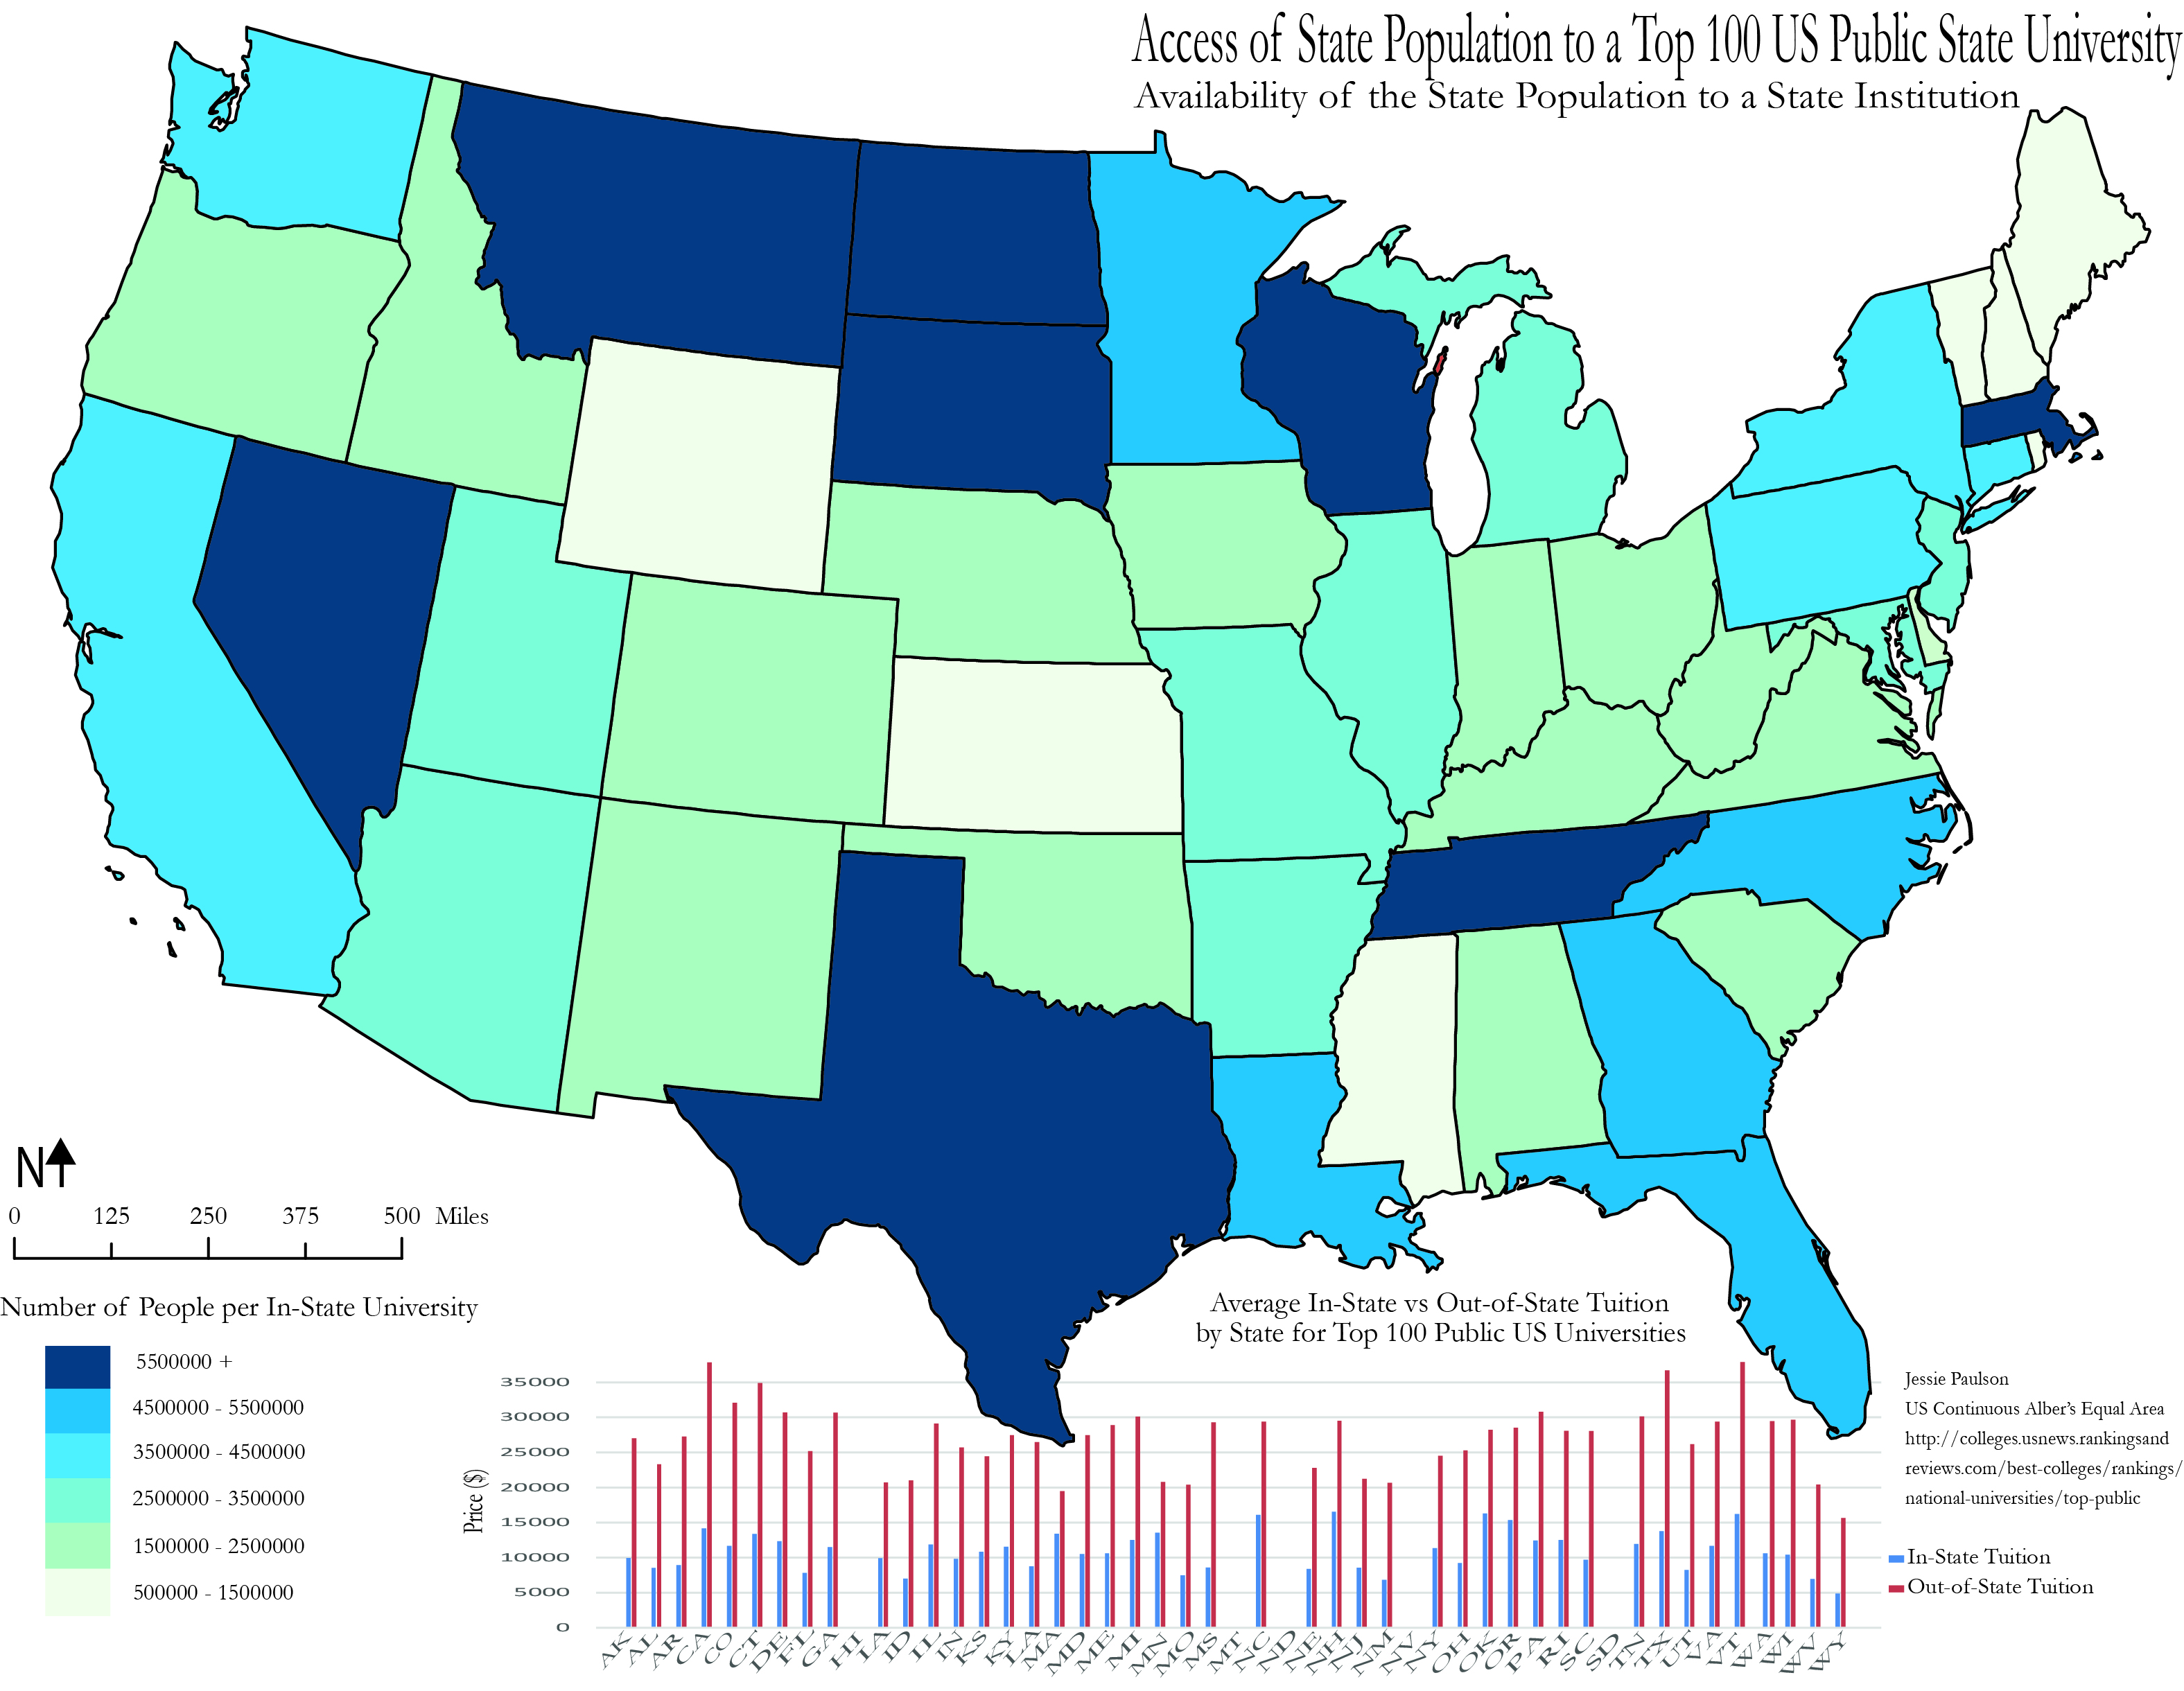 Access of State Population to a Top 100 US Public State University
Availability of the State Population to a State Institution
N
0 125 250 375 500 Miles
Number of People per In-State University
5500000 +
4500000 - 5500000
3500000 - 4500000
2500000 - 3500000
1500000 - 2500000
500000 - 1500000
Average In-State vs Out-of-State Tuition
by State for Top 100 Public US Universities
Price ($)
35000
30000
25000
20000
15000
10000
5000
0
AK AL AR CA CO CT DE FL GA HI IA ID IL IN KS KY LA MA MD ME MI MN MO MS MT NC ND NE NH NJ NM NV NY OH OK OR PA RI SC SD TN TX UT VA VT WA WI WV WY
Jessie Paulson
US Continuous Alber's Equal Area
http://colleges.usnews.rankingsand
reviews.com/best-colleges/rankings/
national-universities/top-public
In-State Tuition
Out-of-State Tuition